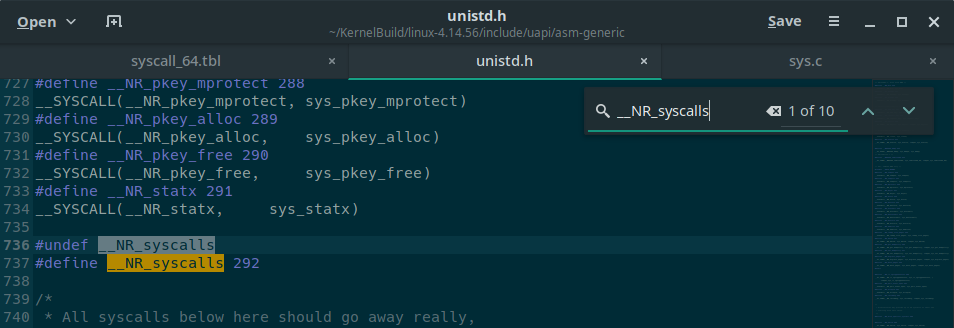 Open
unistd.h
~/KernelBuild/linux-4.14.56/include/uapi/asm-generic
Save
syscall_64.tbl ×
unistd.h ×
sys.c ×
__NR_syscalls 1 of 10
727 #define __NR_pkey_mprotect 288
728 __SYSCALL(__NR_pkey_mprotect, sys_pkey_mprotect)
729 #define __NR_pkey_alloc 289
730 __SYSCALL(__NR_pkey_alloc,    sys_pkey_alloc)
731 #define __NR_pkey_free 290
732 __SYSCALL(__NR_pkey_free,     sys_pkey_free)
733 #define __NR_statx 291
734 __SYSCALL(__NR_statx,     sys_statx)
735
736 #undef __NR_syscalls
737 #define __NR_syscalls 292
738
739 /*
740  * All syscalls below here should go away really,